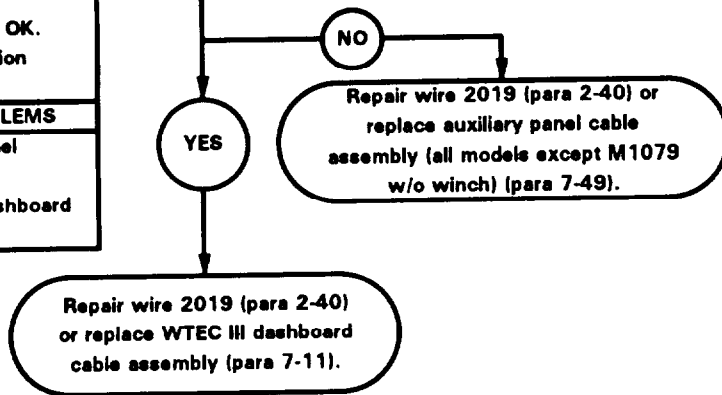 OK.
tion
LEMS
el
shboard
NO
YES
Repair wire 2019 (para 2-40) or
replace auxiliary panel cable
assembly (all models except M1079
w/o winch) (para 7-49).
Repair wire 2019 (para 2-40)
or replace WTEC III dashboard
cable assembly (para 7-11).